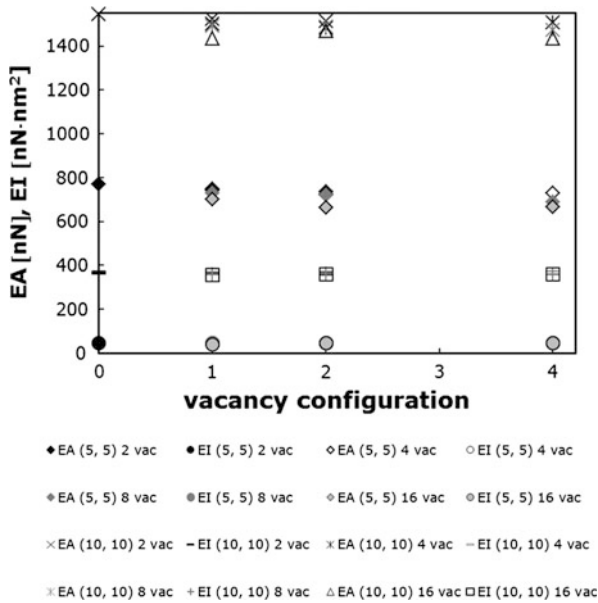 1400
1200
1000
800
600
400
200
0
EA [nN], EI [nN·nm²]
0 1 2 3 4
vacancy configuration
EA (5, 5) 2 vac EI (5, 5) 2 vac EA (5, 5) 4 vac EI (5, 5) 4 vac
EA (5, 5) 8 vac EI (5, 5) 8 vac EA (5, 5) 16 vac EI (5, 5) 16 vac
EA (10, 10) 2 vac EI (10, 10) 2 vac EA (10, 10) 4 vac EI (10, 10) 4 vac
EA (10, 10) 8 vac EI (10, 10) 8 vac EA (10, 10) 16 vac EI (10, 10) 16 vac